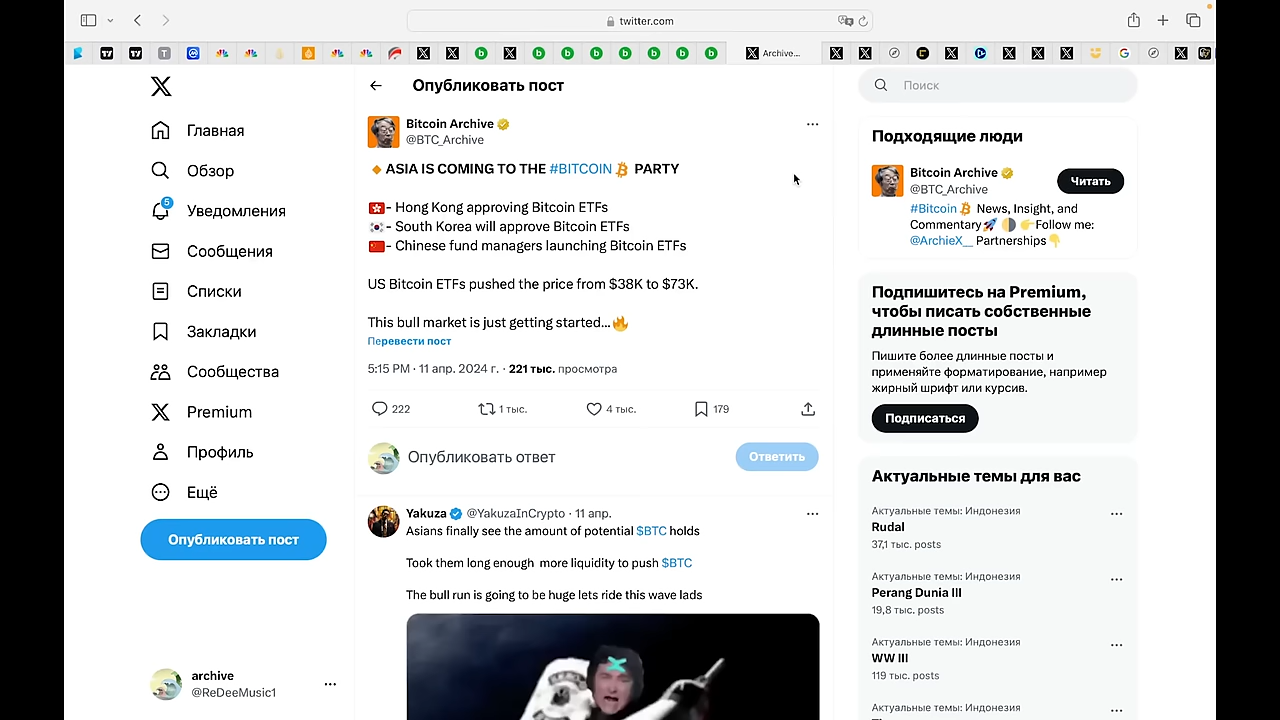 twitter.com
Archive...
Опубликовать пост
Поиск
Главная
Обзор
5
Уведомления
Сообщения
Списки
Закладки
Сообщества
Premium
Профиль
Ещё
Опубликовать пост
archive
@ReDeeMusic1
Bitcoin Archive
@BTC_Archive
ASIA IS COMING TO THE #BITCOIN PARTY
- Hong Kong approving Bitcoin ETFs
- South Korea will approve Bitcoin ETFs
- Chinese fund managers launching Bitcoin ETFs
US Bitcoin ETFs pushed the price from $38K to $73K.
This bull market is just getting started...
Перевести пост
5:15 PM · 11 апр. 2024 г. · 221 тыс. просмотра
222 1 тыс. 4 тыс. 179
Опубликовать ответ
Ответить
Yakuza @YakuzaInCrypto · 11 апр.
Asians finally see the amount of potential $BTC holds
Took them long enough more liquidity to push $BTC
The bull run is going to be huge lets ride this wave lads
Подходящие люди
Bitcoin Archive
@BTC_Archive
Читать
#Bitcoin News, Insight, and
Commentary Follow me:
@ArchieX__ Partnerships
Подпишитесь на Premium,
чтобы писать собственные
длинные посты
Пишите более длинные посты и
применяйте форматирование, например
жирный шрифт или курсив.
Подписаться
Актуальные темы для вас
Актуальные темы: Индонезия
Rudal
37,1 тыс. posts
Актуальные темы: Индонезия
Perang Dunia III
19,8 тыс. posts
Актуальные темы: Индонезия
WW III
119 тыс. posts
Актуальные темы: Индонезия